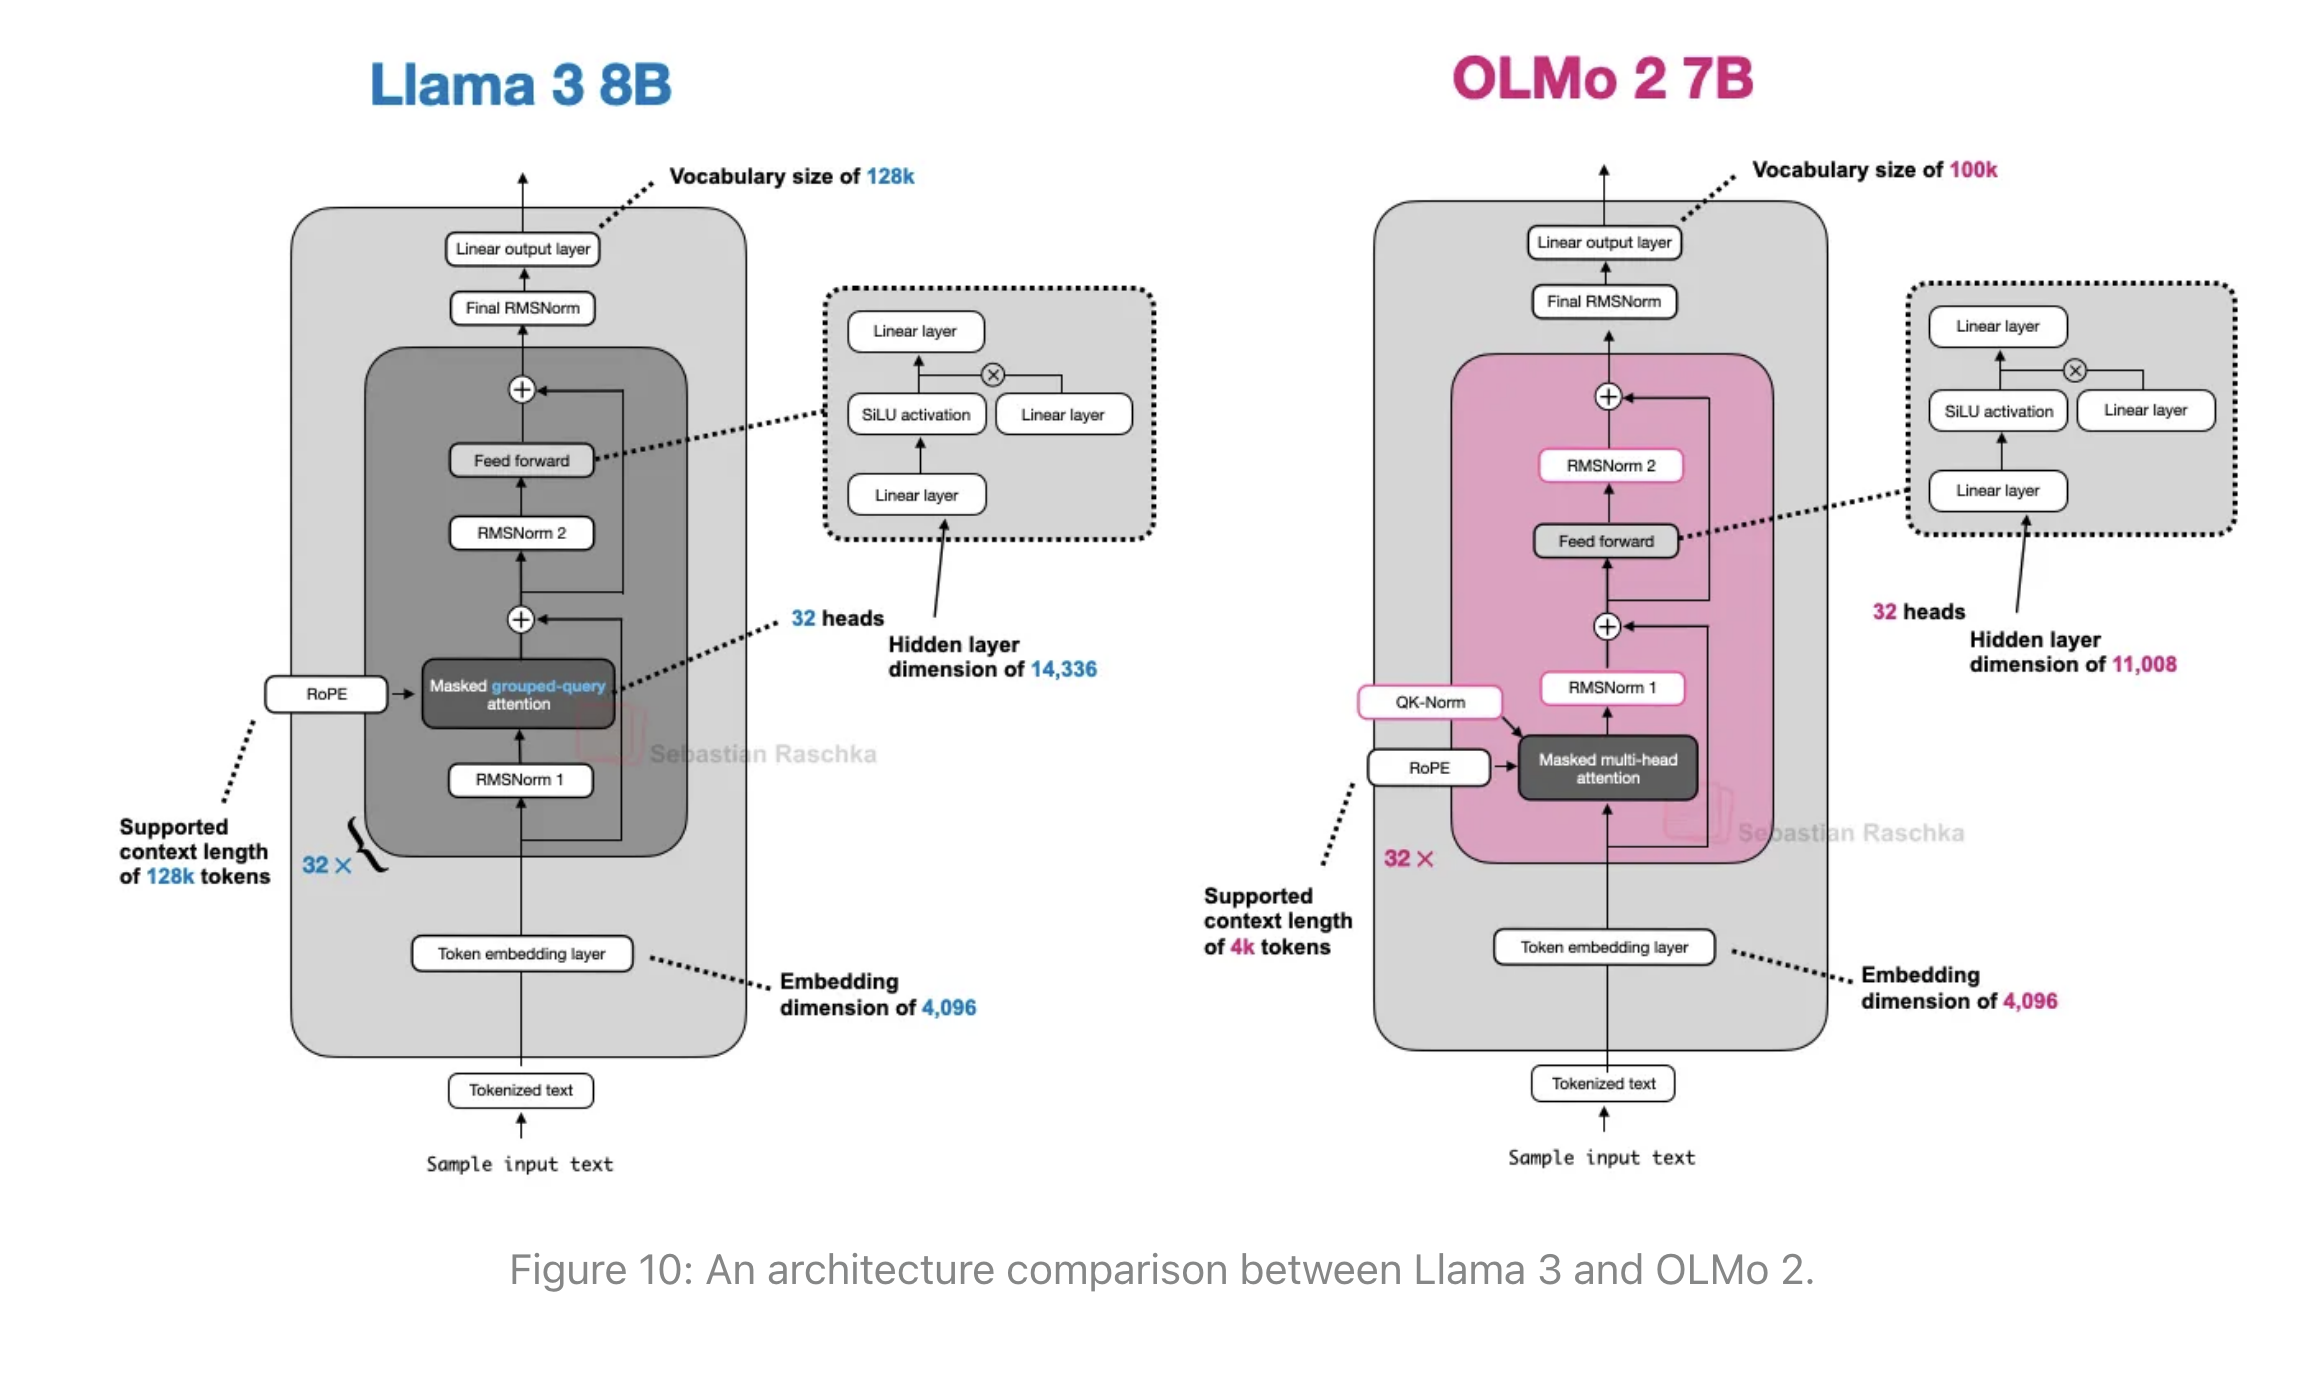 Llama 3 8B
Vocabulary size of 128k
Linear output layer
Final RMSNorm
Feed forward
RMSNorm 2
Masked grouped-query
attention
RoPE
RMSNorm 1
Linear layer
SiLU activation
Linear layer
Linear layer
32 heads
Hidden layer
dimension of 14,336
Sebastian Raschka
Supported
context length
of 128k tokens
32 ×
Token embedding layer
Embedding
dimension of 4,096
Tokenized text
Sample input text
OLMo 2 7B
Vocabulary size of 100k
Linear output layer
Final RMSNorm
RMSNorm 2
Feed forward
RMSNorm 1
QK-Norm
RoPE
Masked multi-head
attention
Linear layer
SiLU activation
Linear layer
Linear layer
32 heads
Hidden layer
dimension of 11,008
Sebastian Raschka
32 ×
Supported
context length
of 4k tokens
Token embedding layer
Embedding
dimension of 4,096
Tokenized text
Sample input text
Figure 10: An architecture comparison between Llama 3 and OLMo 2.